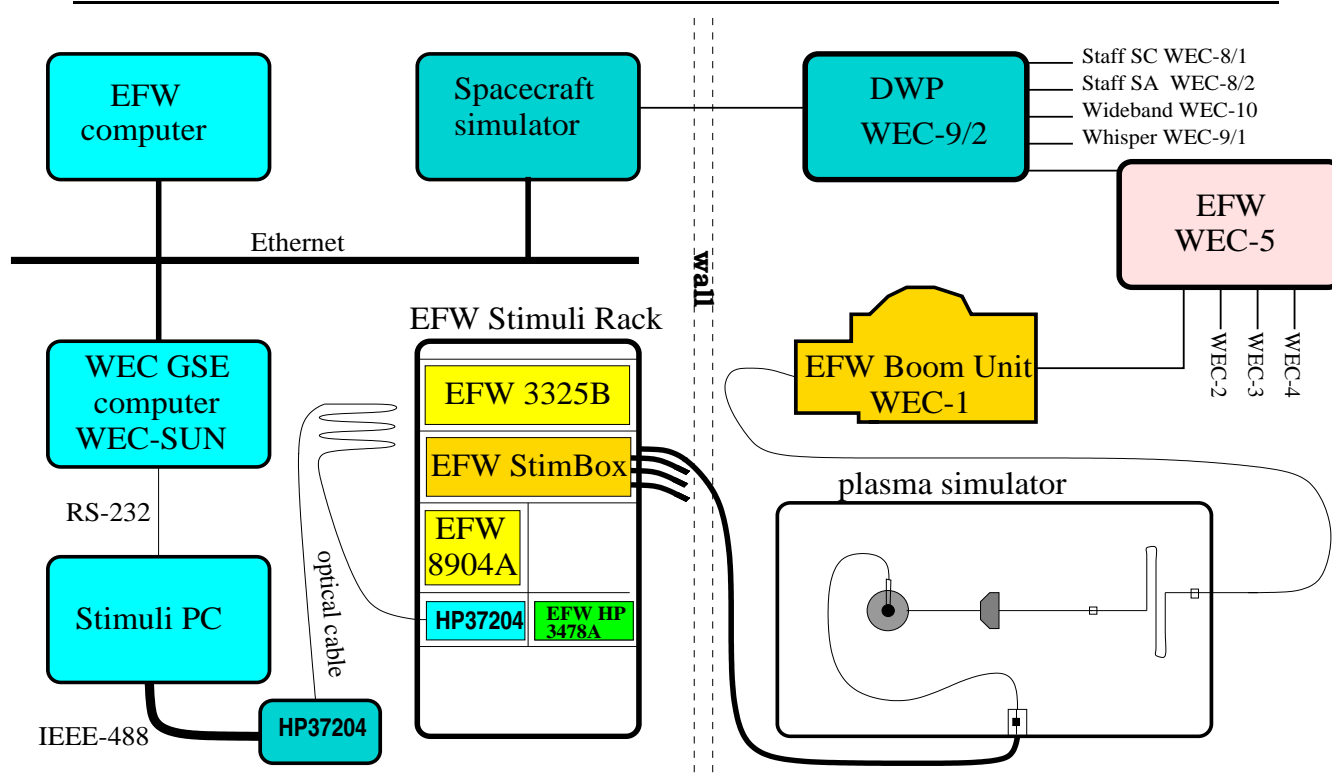 EFW
computer
Spacecraft
simulator
DWP
WEC-9/2
Staff SC WEC-8/1
Staff SA WEC-8/2
Wideband WEC-10
Whisper WEC-9/1
EFW
WEC-5
Ethernet
wall
WEC-2
WEC-3
WEC-4
EFW Boom Unit
WEC-1
WEC GSE
computer
WEC-SUN
EFW Stimuli Rack
EFW 3325B
EFW StimBox
EFW
8904A
HP37204
EFW HP
3478A
RS-232
optical cable
Stimuli PC
IEEE-488
HP37204
plasma simulator